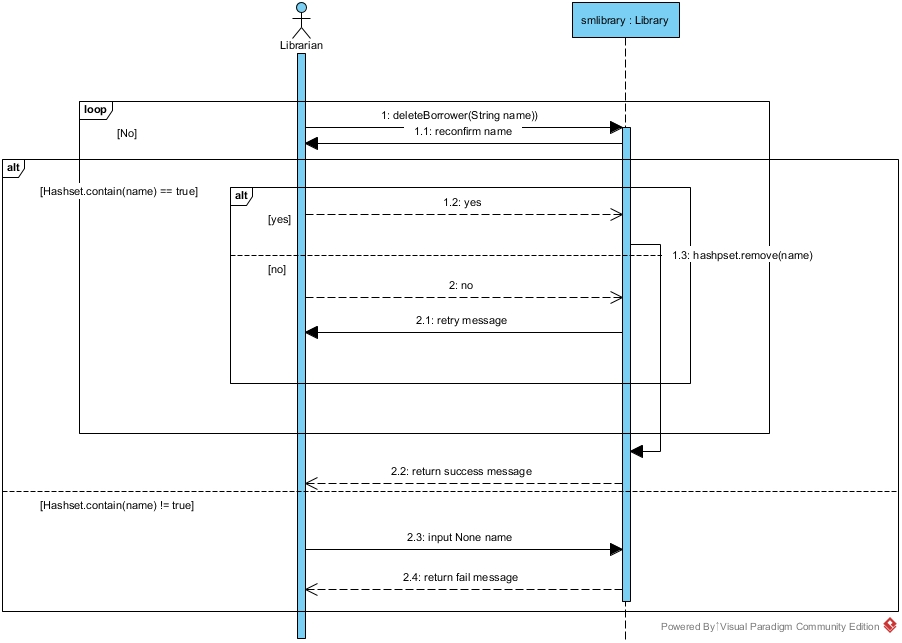 Librarian
smlibrary : Library
loop
[No]
1: deleteBorrower(String name))
1.1: reconfirm name
alt
[Hashset.contain(name) == true]
alt
[yes]
1.2: yes
1.3: hashpset.remove(name)
[no]
2: no
2.1: retry message
2.2: return success message
[Hashset.contain(name) != true]
2.3: input None name
2.4: return fail message
Powered By Visual Paradigm Community Edition